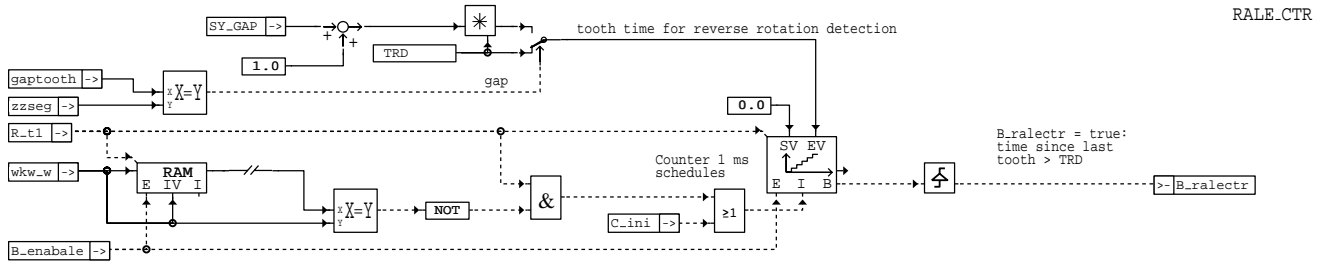 RALE_CTR
SY_GAP ->
+
+
*
tooth time for reverse rotation detection
TRD
1.0
gaptooth ->
gap
X X=Y
Y
zzseg ->
0.0
R_t1 ->
SV EV
B_ralectr = true:
time since last
tooth > TRD
Counter 1 ms
schedules
wkw_w ->
RAM
E IV I
E I B
>- B_ralectr
X X=Y
Y
NOT
&
≥1
C_ini ->
B_enabale ->